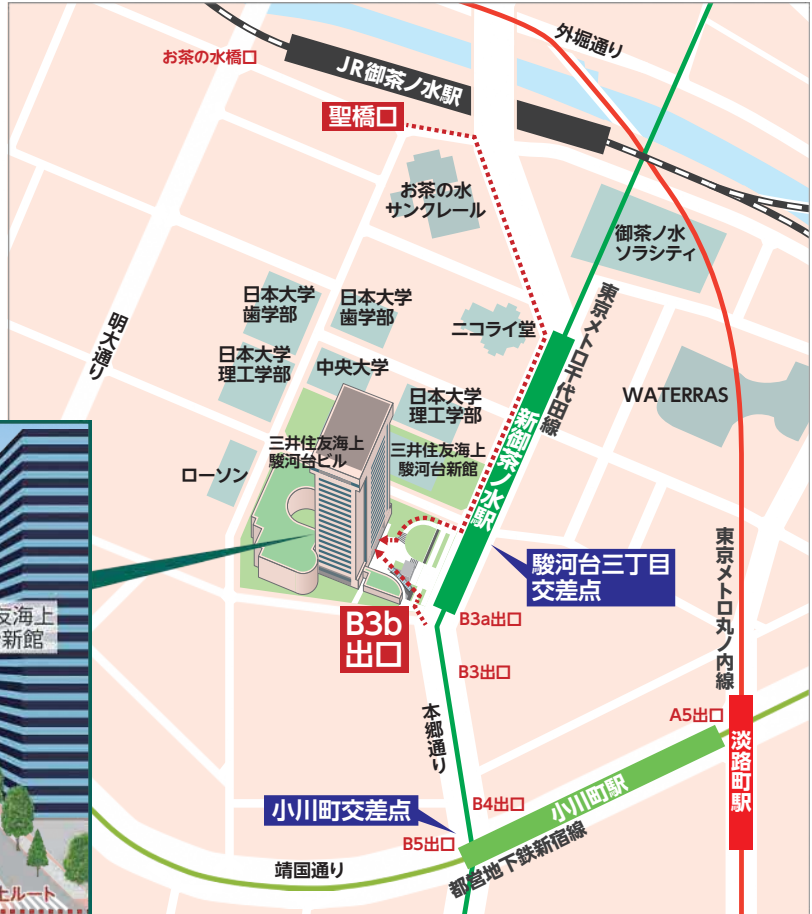 外堀通り
お茶の水橋口
JR御茶ノ水駅
聖橋口
お茶の水
サンクレール
御茶ノ水
ソラシティ
日本大学
歯学部
日本大学
歯学部
ニコライ堂
東京メトロ千代田線
明大通り
日本大学
理工学部
中央大学
日本大学
理工学部
WATERRAS
新御茶ノ水駅
三井住友海上
駿河台ビル
三井住友海上
駿河台新館
ローソン
駿河台三丁目
交差点
東京メトロ丸ノ内線
友海上
新館
B3b
出口
B3a出口
B3出口
本郷通り
A5出口
淡路町駅
小川町駅
小川町交差点
B4出口
B5出口
都営地下鉄新宿線
靖国通り
上ルート